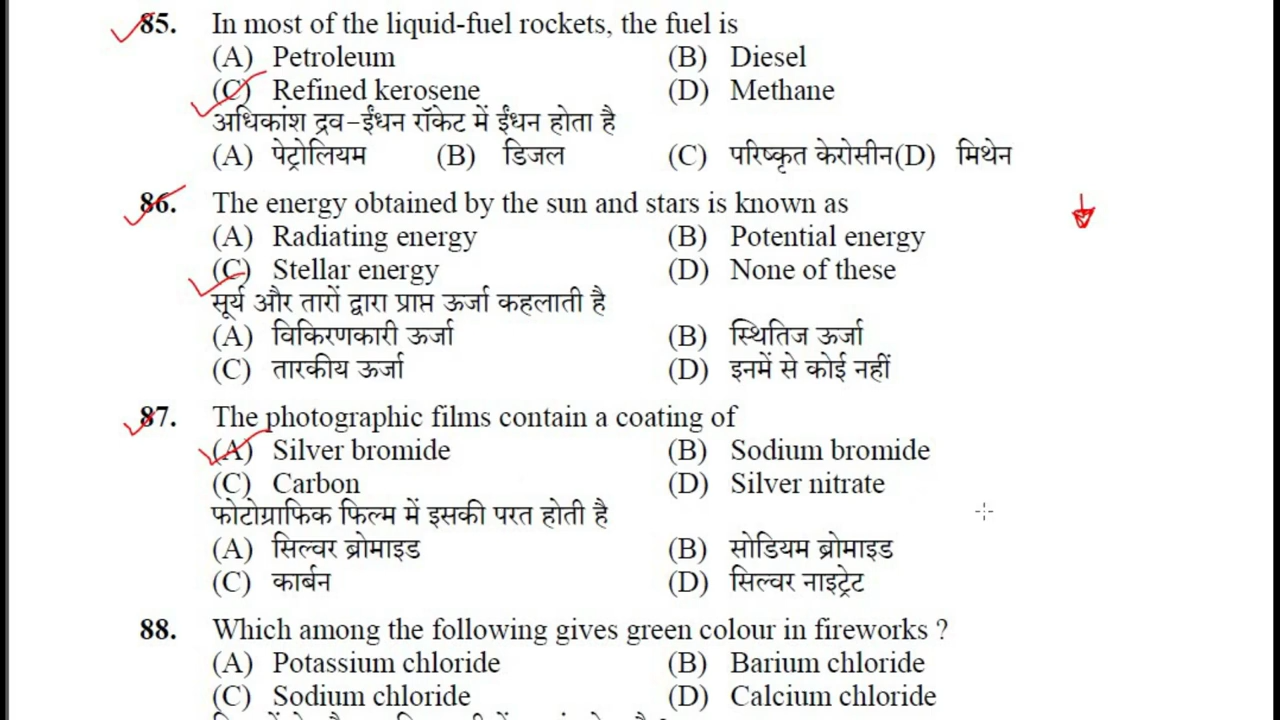 85. In most of the liquid-fuel rockets, the fuel is
(A) Petroleum (B) Diesel
(C) Refined kerosene (D) Methane
अधिकांश द्रव-ईंधन रॉकेट में ईंधन होता है
(A) पेट्रोलियम (B) डिजल (C) परिष्कृत केरोसीन(D) मिथेन
86. The energy obtained by the sun and stars is known as
(A) Radiating energy (B) Potential energy
(C) Stellar energy (D) None of these
सूर्य और तारों द्वारा प्राप्त ऊर्जा कहलाती है
(A) विकिरणकारी ऊर्जा (B) स्थितिज ऊर्जा
(C) तारकीय ऊर्जा (D) इनमें से कोई नहीं
87. The photographic films contain a coating of
(A) Silver bromide (B) Sodium bromide
(C) Carbon (D) Silver nitrate
फोटोग्राफिक फिल्म में इसकी परत होती है
(A) सिल्वर ब्रोमाइड (B) सोडियम ब्रोमाइड
(C) कार्बन (D) सिल्वर नाइट्रेट
88. Which among the following gives green colour in fireworks ?
(A) Potassium chloride (B) Barium chloride
(C) Sodium chloride (D) Calcium chloride